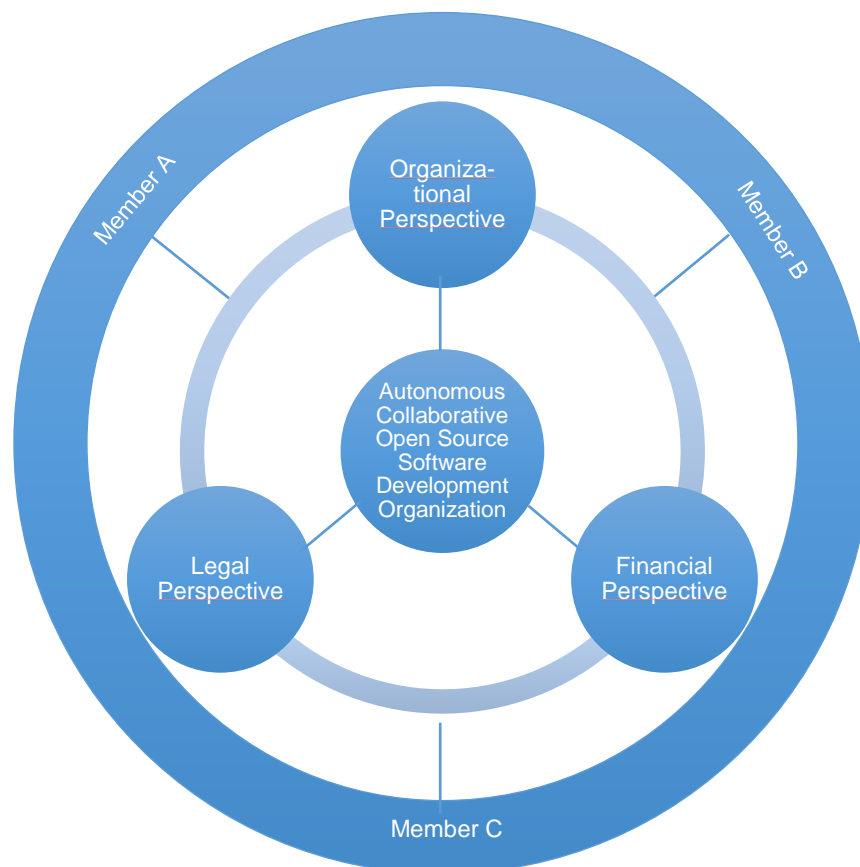 Member A
Organiza-
tional
Perspective
Member B
Autonomous
Collaborative
Open Source
Software
Development
Organization
Legal
Perspective
Financial
Perspective
Member C